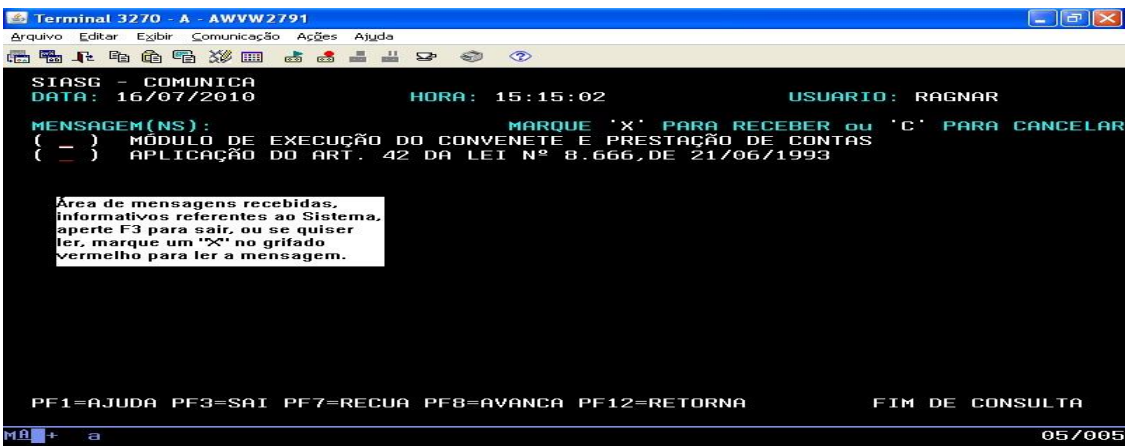 Terminal 3270 - A - AWVW2791
Arquivo Editar Exibir Comunicação Ações Ajuda
SIASG - COMUNICA
DATA: 16/07/2010 HORA: 15:15:02 USUARIO: RAGNAR
MENSAGEM(NS): MARQUE 'X' PARA RECEBER ou 'C' PARA CANCELAR
( _ ) MÓDULO DE EXECUÇÃO DO CONVENETE E PRESTAÇÃO DE CONTAS
( _ ) APLICAÇÃO DO ART. 42 DA LEI Nº 8.666,DE 21/06/1993
Área de mensagens recebidas,
informativos referentes ao Sistema,
aperte F3 para sair, ou se quiser
ler, marque um "X" no grifado
vermelho para ler a mensagem.
PF1=AJUDA PF3=SAI PF7=RECUA PF8=AVANCA PF12=RETORNA FIM DE CONSULTA
MA + a 05/005